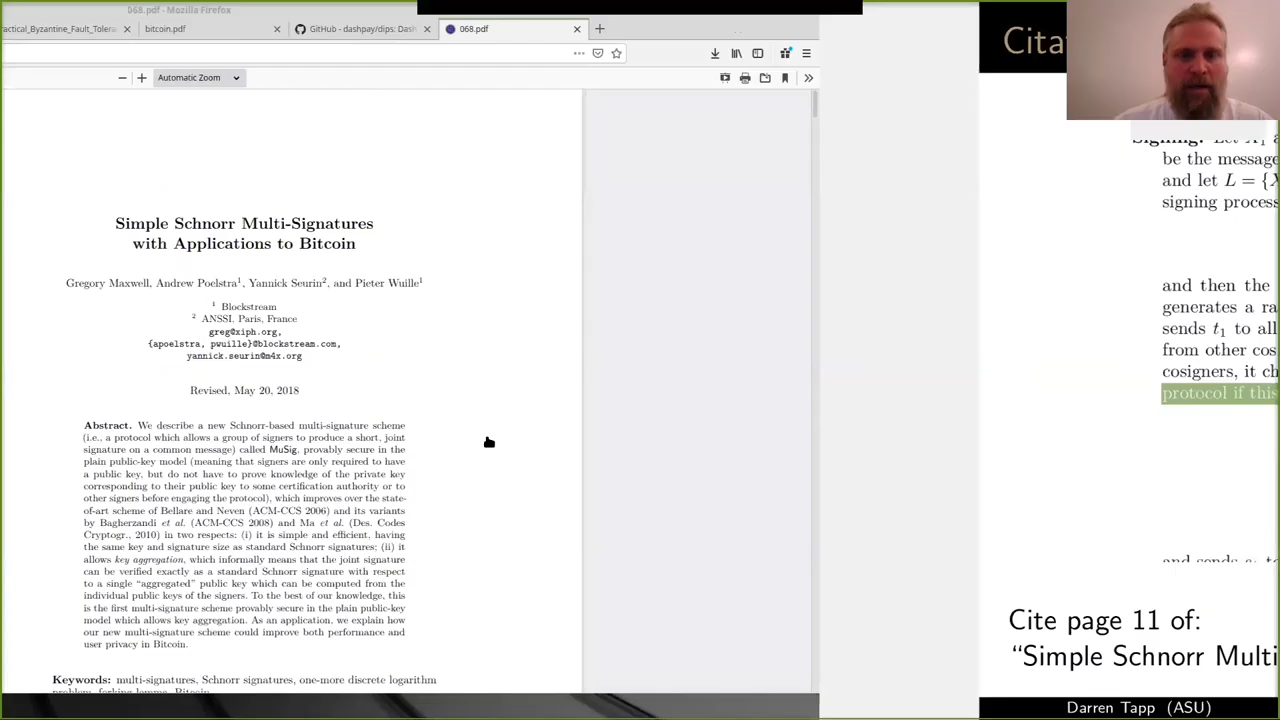 068.pdf - Mozilla Firefox
ractical_Byzantine_Fault_Tolera
bitcoin.pdf
GitHub - dashpay/dips: Dash
068.pdf
Automatic Zoom
Simple Schnorr Multi-Signatures
with Applications to Bitcoin
Gregory Maxwell, Andrew Poelstra1, Yannick Seurin2, and Pieter Wuille1
1 Blockstream
2 ANSSI, Paris, France
greg@xiph.org,
{apoelstra, pwuille}@blockstream.com,
yannick.seurin@m4x.org
Revised, May 20, 2018
Abstract. We describe a new Schnorr-based multi-signature scheme
(i.e., a protocol which allows a group of signers to produce a short, joint
signature on a common message) called MuSig, provably secure in the
plain public-key model (meaning that signers are only required to have
a public key, but do not have to prove knowledge of the private key
corresponding to their public key to some certification authority or to
other signers before engaging the protocol), which improves over the state-
of-art scheme of Bellare and Neven (ACM-CCS 2006) and its variants
by Bagherzandi et al. (ACM-CCS 2008) and Ma et al. (Des. Codes
Cryptogr., 2010) in two respects: (i) it is simple and efficient, having
the same key and signature size as standard Schnorr signatures; (ii) it
allows key aggregation, which informally means that the joint signature
can be verified exactly as a standard Schnorr signature with respect
to a single “aggregated” public key which can be computed from the
individual public keys of the signers. To the best of our knowledge, this
is the first multi-signature scheme provably secure in the plain public-key
model which allows key aggregation. As an application, we explain how
our new multi-signature scheme could improve both performance and
user privacy in Bitcoin.
Keywords: multi-signatures, Schnorr signatures, one-more discrete logarithm
problem, forking lemma, Bitcoin
Cita
Signing. Let X1 a
be the message
and let L = {X
signing process
and then the
generates a ra
sends t1 to all
from other cos
cosigners, it ch
protocol if this
and sends s1 to
Cite page 11 of:
“Simple Schnorr Multi
Darren Tapp (ASU)